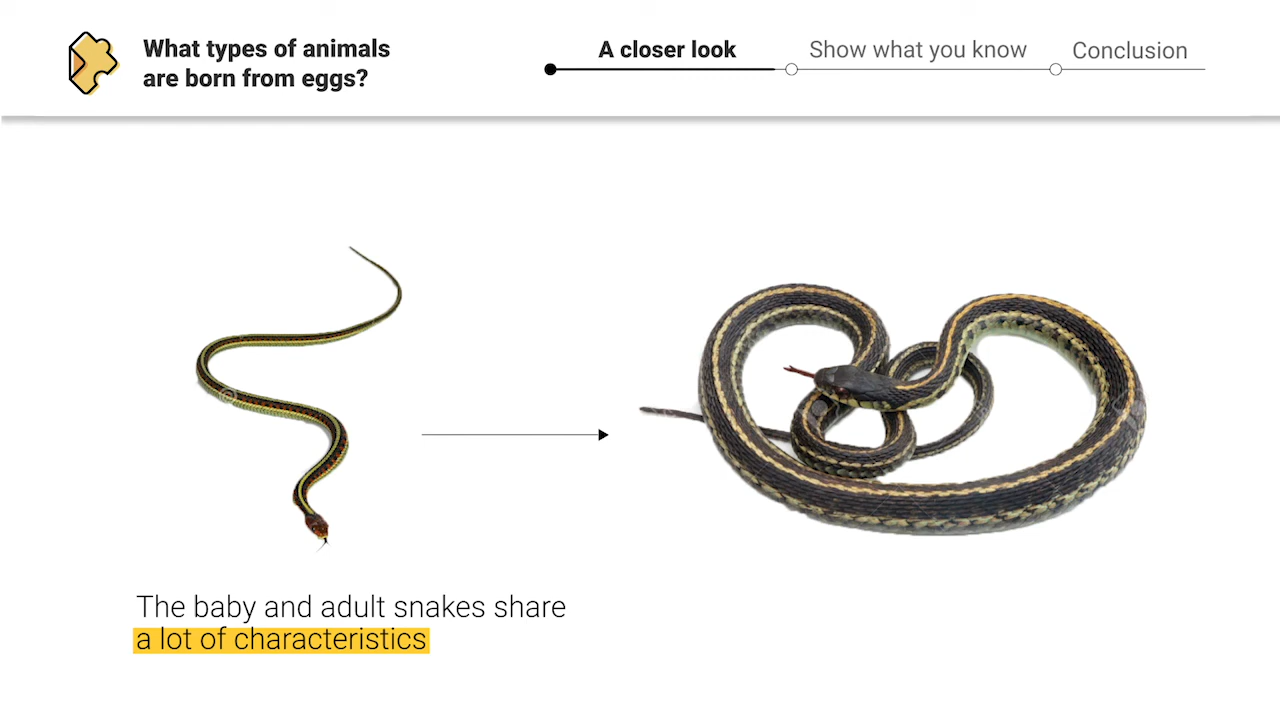 What types of animals
are born from eggs?
A closer look
Show what you know
Conclusion
The baby and adult snakes share
a lot of characteristics